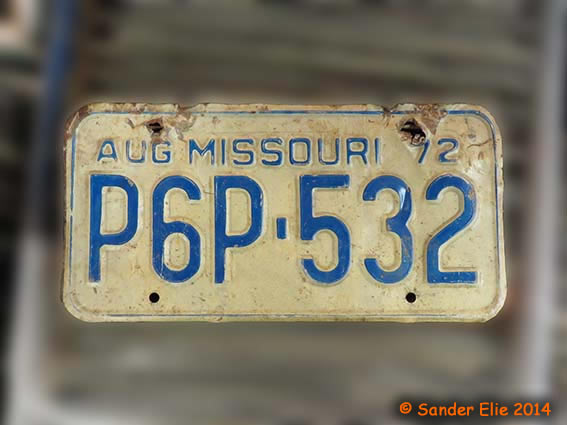 AUG MISSOURI 72
P6P·532
© Sander Elie 2014